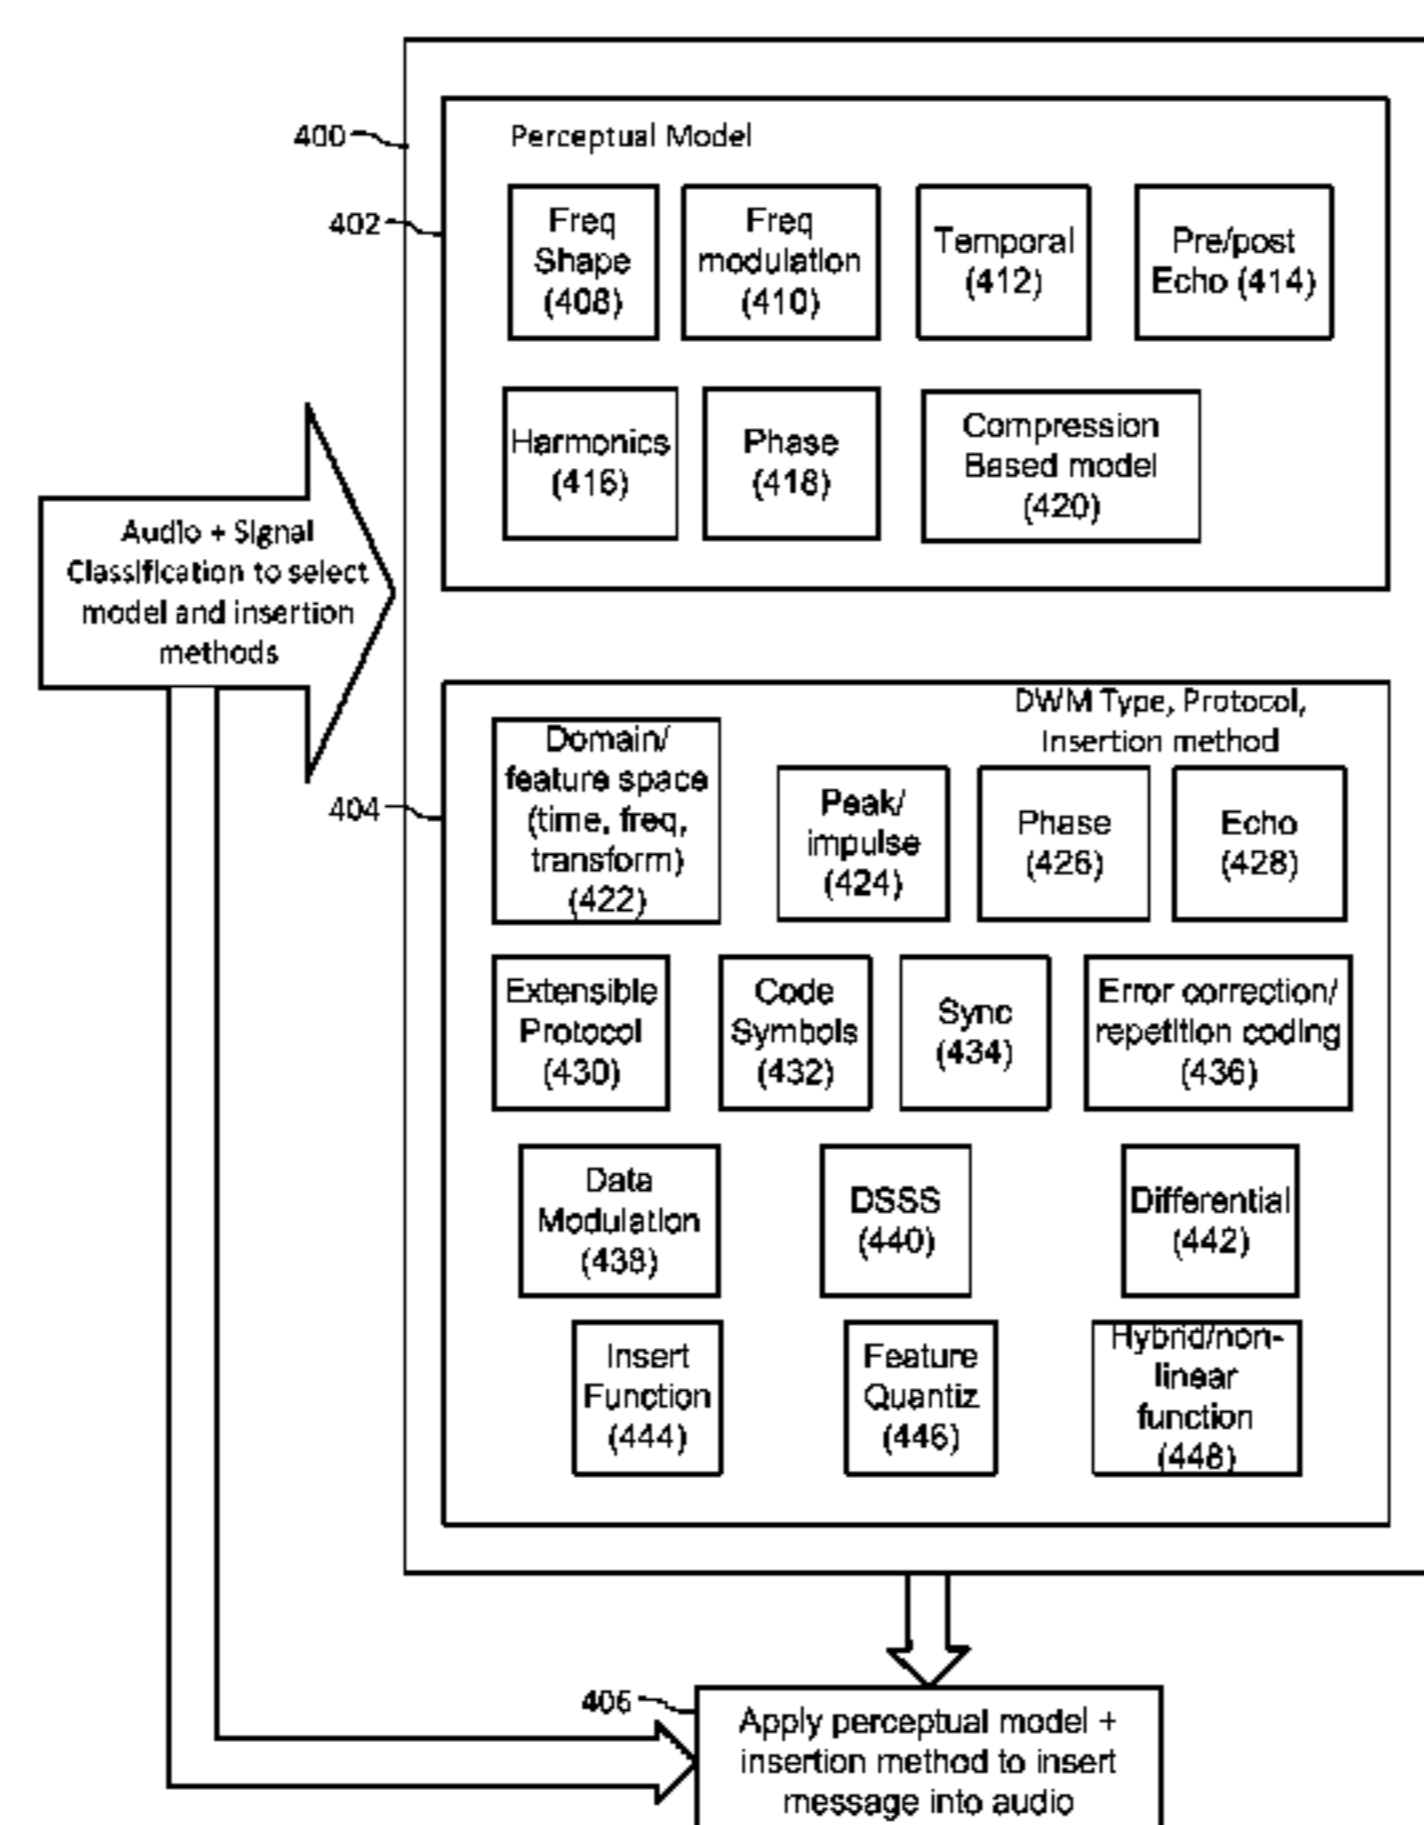 400
Perceptual Model
402
Freq
Shape
(408)
Freq
modulation
(410)
Temporal
(412)
Pre/post
Echo (414)
Harmonics
(416)
Phase
(418)
Compression
Based model
(420)
Audio + Signal
Classification to select
model and insertion
methods
DWM Type, Protocol,
Insertion method
404
Domain/
feature space
(time, freq,
transform)
(422)
Peak/
impulse
(424)
Phase
(426)
Echo
(428)
Extensible
Protocol
(430)
Code
Symbols
(432)
Sync
(434)
Error correction/
repetition coding
(436)
Data
Modulation
(438)
DSSS
(440)
Differential
(442)
Insert
Function
(444)
Feature
Quantiz
(446)
Hybrid/non-
linear
function
(448)
406
Apply perceptual model +
insertion method to insert
message into audio